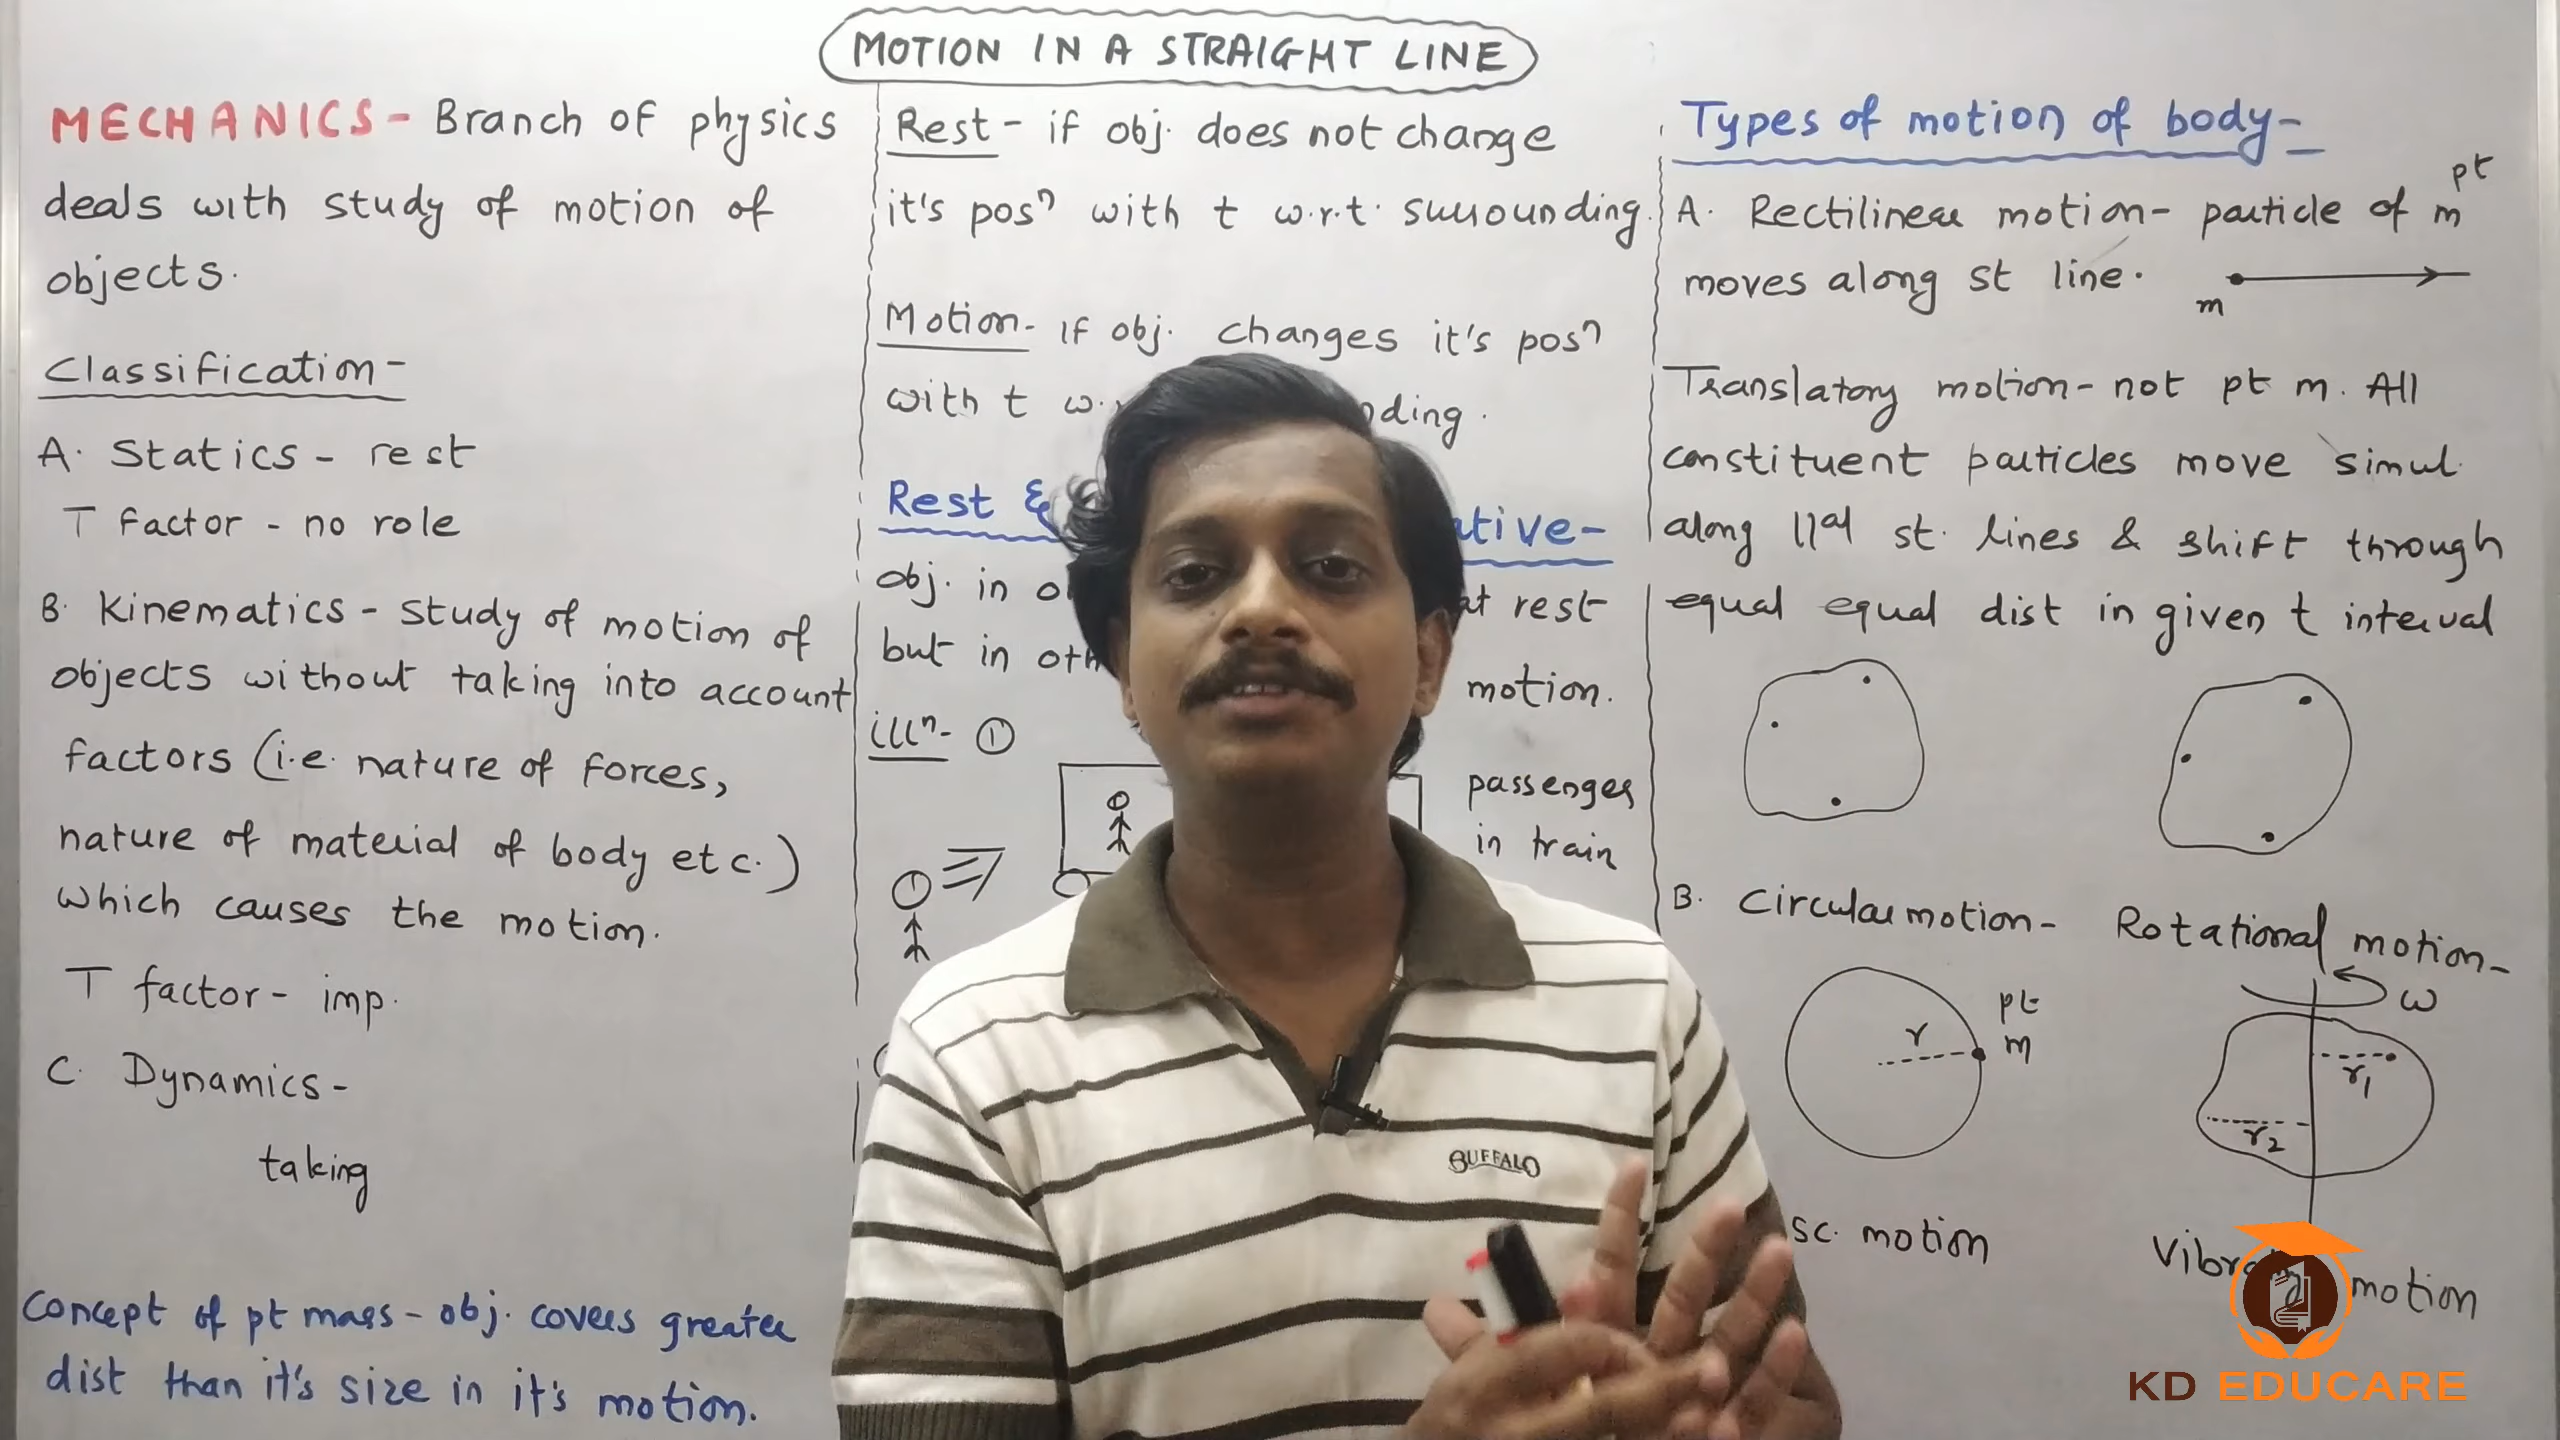 MOTION IN A STRAIGHT LINE
MECHANICS - Branch of physics
deals with study of motion of
objects.
Classification -
A. Statics - rest
T factor - no role
B. Kinematics - study of motion of
objects without taking into account
factors (i.e. nature of forces,
nature of material of body etc.)
which causes the motion.
T factor - imp.
C. Dynamics -
taking
Concept of pt mass - obj. covers greater
dist than it's size in it's motion.
Rest - if obj. does not change
it's posⁿ with t w.r.t. surrounding.
Motion - If obj. changes it's posⁿ
with t
Rest &
obj. in rest
but in motion.
illⁿ - ①
passengers
in train
Types of motion of body -
A. Rectilinear motion - particle of pt m
moves along st line.
m
Translatory motion - not pt m. All
constituent particles move simul.
along llᵃˡ st. lines & shift through
equal equal dist in given t interval
B. Circular motion - Rotational motion -
r pt m
ω
r₁
r₂
sc. motion
motion
BUFFALO
KD EDUCARE